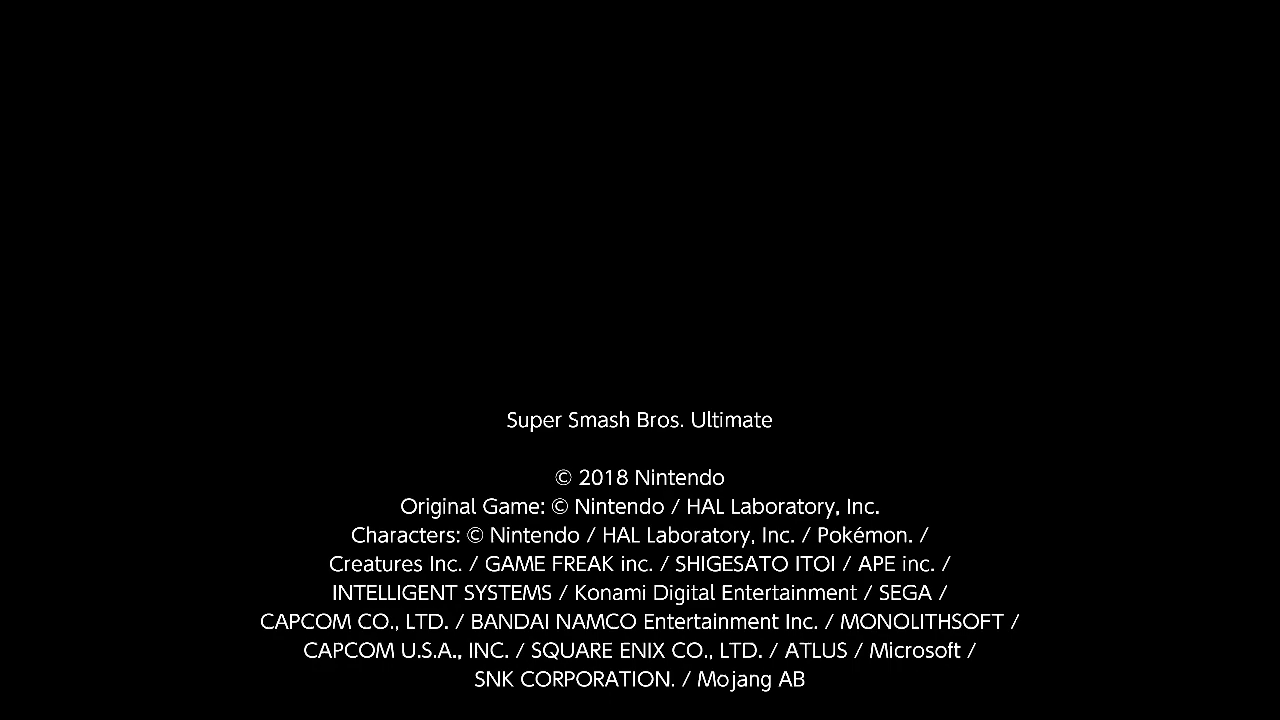 Super Smash Bros. Ultimate
© 2018 Nintendo
Original Game: © Nintendo / HAL Laboratory, Inc.
Characters: © Nintendo / HAL Laboratory, Inc. / Pokémon. /
Creatures Inc. / GAME FREAK inc. / SHIGESATO ITOI / APE inc. /
INTELLIGENT SYSTEMS / Konami Digital Entertainment / SEGA /
CAPCOM CO., LTD. / BANDAI NAMCO Entertainment Inc. / MONOLITHSOFT /
CAPCOM U.S.A., INC. / SQUARE ENIX CO., LTD. / ATLUS / Microsoft /
SNK CORPORATION. / Mojang AB